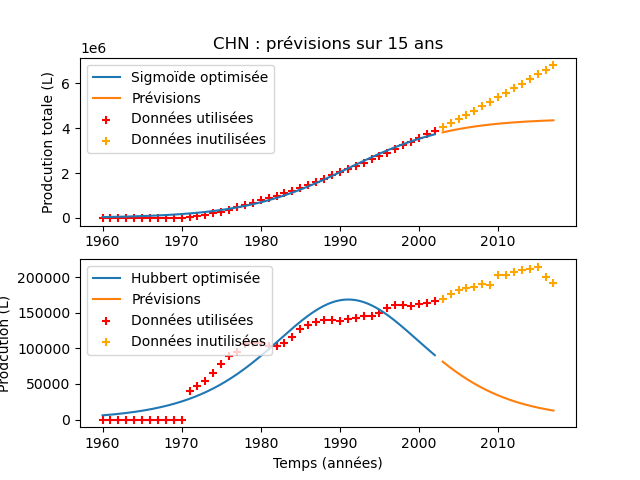 CHN : prévisions sur 15 ans
1e6
Prodcution totale (L)
6
4
2
0
Sigmoïde optimisée
Prévisions
Données utilisées
Données inutilisées
1960 1970 1980 1990 2000 2010
Prodcution (L)
200000
150000
100000
50000
0
Hubbert optimisée
Prévisions
Données utilisées
Données inutilisées
1960 1970 1980 1990 2000 2010
Temps (années)